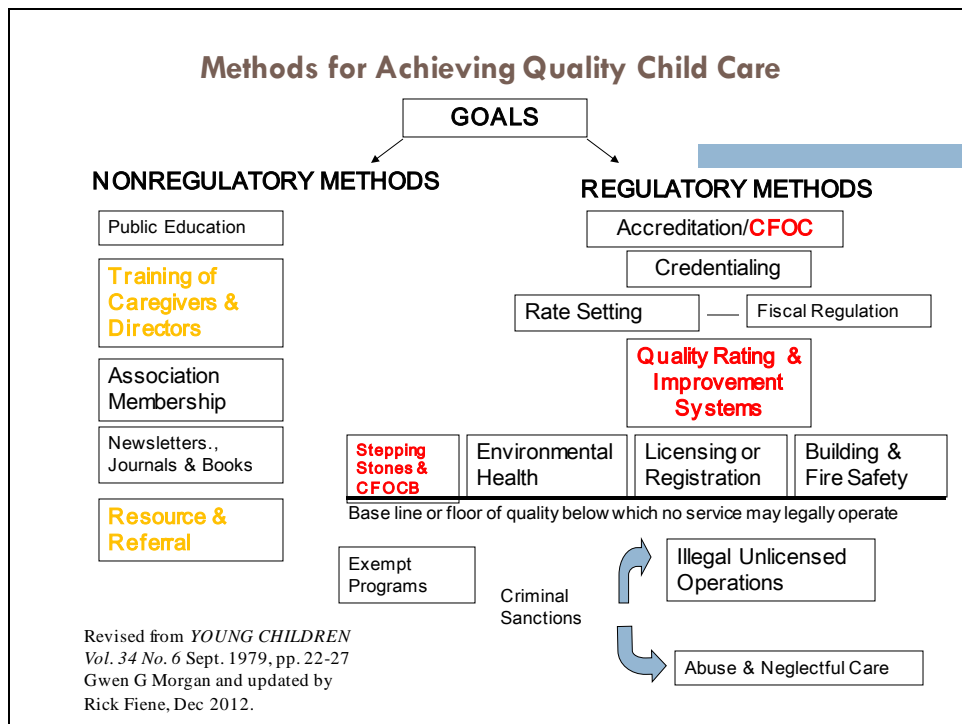 Methods for Achieving Quality Child Care
GOALS
NONREGULATORY METHODS
Public Education
Training of
Caregivers &
Directors
Association
Membership
Newsletters.,
Journals & Books
Resource &
Referral
REGULATORY METHODS
Accreditation/CFOC
Credentialing
Rate Setting
Fiscal Regulation
Quality Rating &
Improvement
Systems
Stepping
Stones &
CFOCB
Environmental
Health
Licensing or
Registration
Building &
Fire Safety
Base line or floor of quality below which no service may legally operate
Exempt
Programs
Criminal
Sanctions
Illegal Unlicensed
Operations
Abuse & Neglectful Care
Revised from YOUNG CHILDREN
Vol. 34 No. 6 Sept. 1979, pp. 22-27
Gwen G Morgan and updated by
Rick Fiene, Dec 2012.